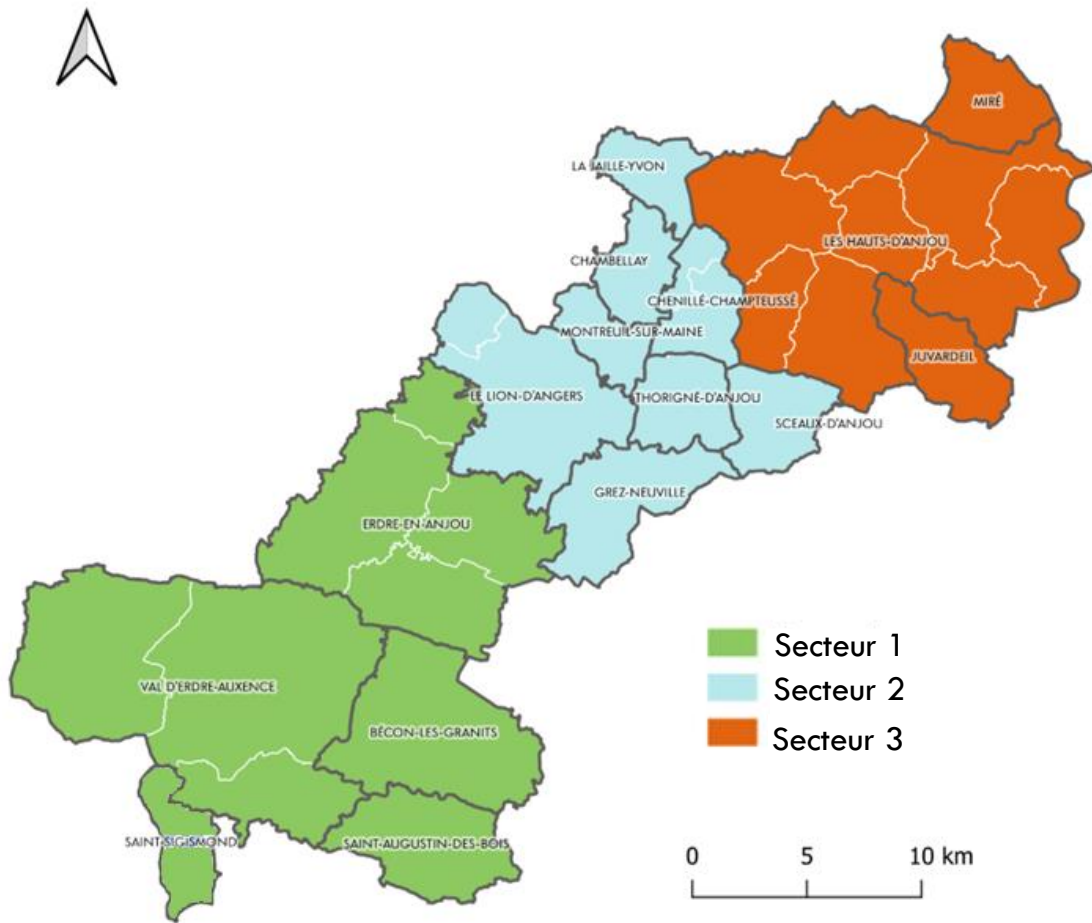 MIRÉ
LA JAILLE-YVON
LES HAUTS-D'ANJOU
CHAMBELLAY
CHENILLÉ-CHAMPTEUSSÉ
MONTREUIL-SUR-MAINE
JUVARDEIL
LE LION-D'ANGERS
THORIGNÉ-D'ANJOU
SCEAUX-D'ANJOU
GREZ-NEUVILLE
ERDRE-EN-ANJOU
Secteur 1
Secteur 2
Secteur 3
VAL D'ERDRE-AUXENCE
BÉCON-LES-GRANITS
SAINT-SIGISMOND
SAINT-AUGUSTIN-DES-BOIS
0 5 10 km